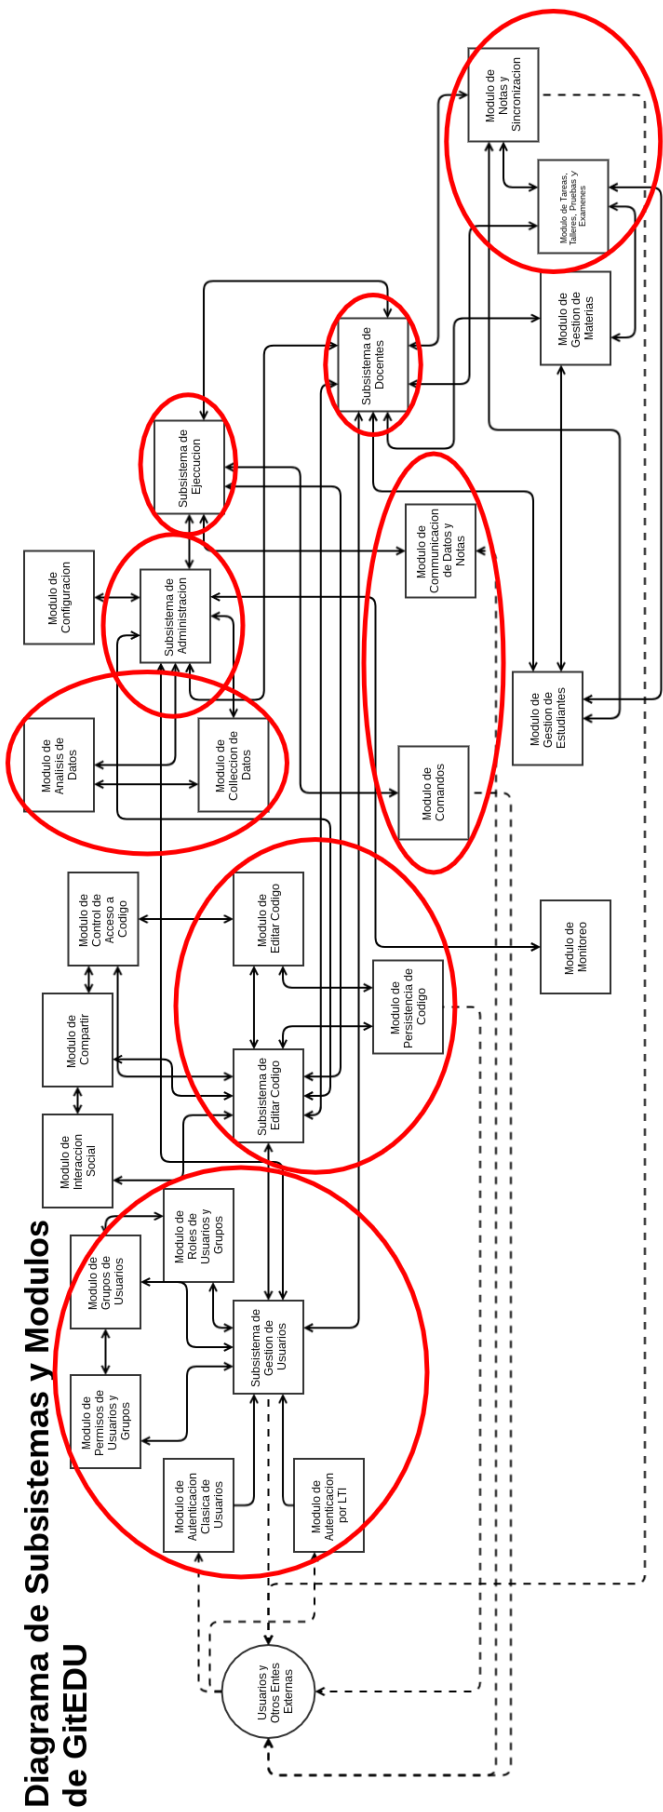 Diagrama de Subsistemas y Modulos
de GitEDU
Usuarios y
Otros Entes
Externas
Modulo de
Autenticacion
Clasica de
Usuarios
Modulo de
Autenticacion
por LTI
Modulo de
Permisos de
Usuarios y
Grupos
Modulo de
Grupos de
Usuarios
Modulo de
Roles de
Usuarios y
Grupos
Subsistema de
Gestion de
Usuarios
Modulo de
Interaccion
Social
Modulo de
Compartir
Modulo de
Control de
Acceso a
Codigo
Subsistema de
Editar Codigo
Modulo de
Editar Codigo
Modulo de
Persistencia de
Codigo
Modulo de
Analisis de
Datos
Modulo de
Colleccion de
Datos
Modulo de
Configuracion
Subsistema de
Administracion
Subsistema de
Ejeccucion
Modulo de
Comandos
Modulo de
Communicacion
de Datos y
Notas
Modulo de
Monitoreo
Subsistema de
Docentes
Modulo de
Gestion de
Estudiantes
Modulo de
Gestion de
Materias
Modulo de Tareas,
Talleres, Pruebas y
Examenes
Modulo de
Notas y
Sincronizacion